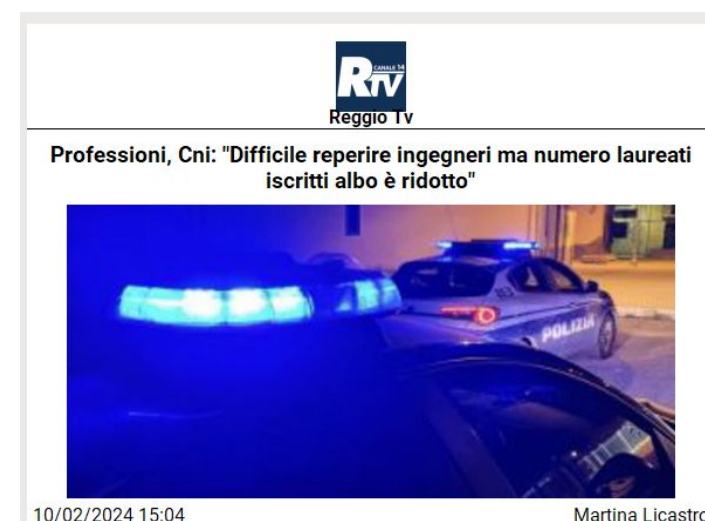 CANALE 14
RTV
Reggio Tv
Professioni, Cni: "Difficile reperire ingegneri ma numero laureati
iscritti albo è ridotto"
POLIZIA
10/02/2024 15:04
Martina Licastro